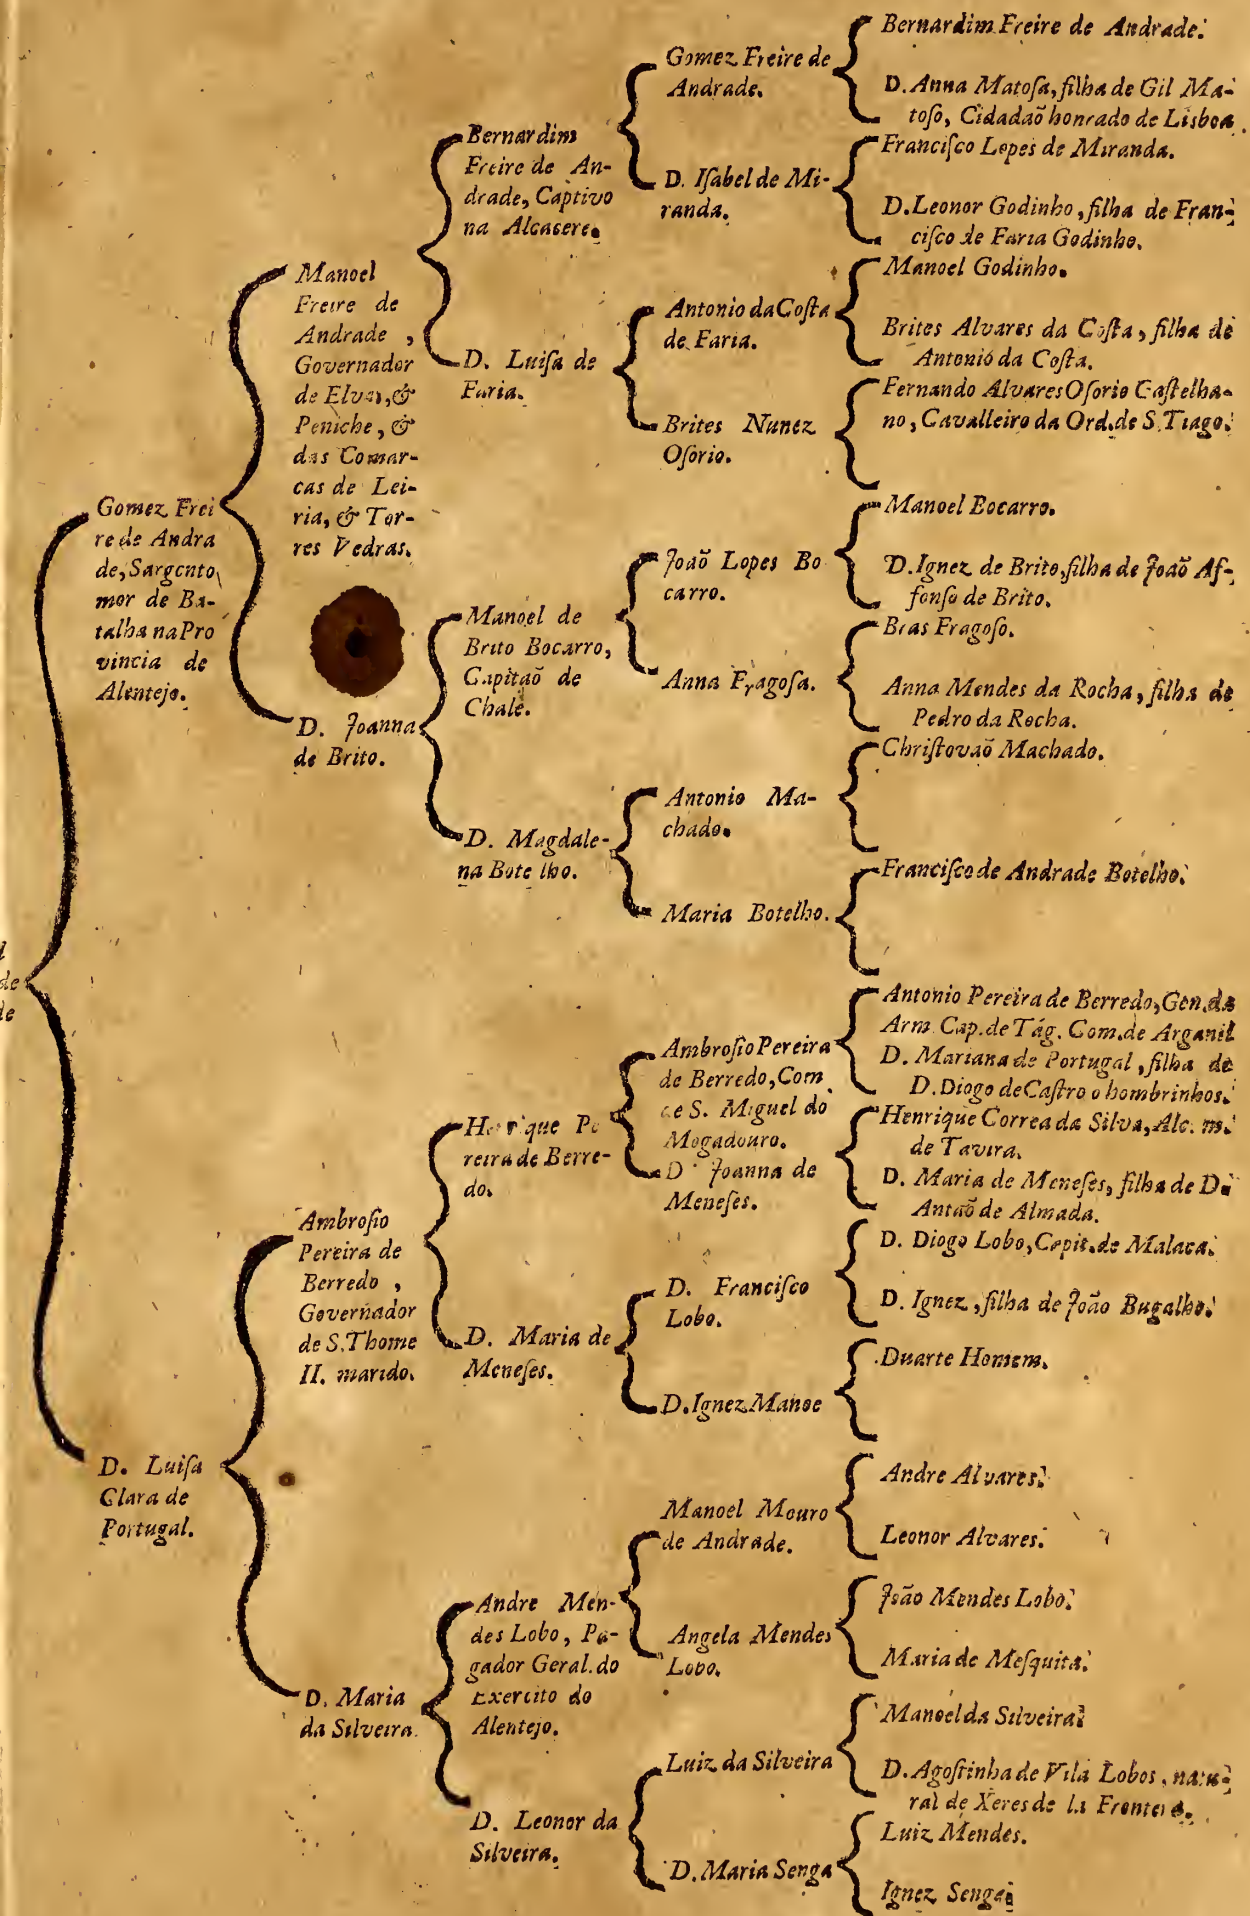 Bernardim Freire de Andrade.
Gomez Freire de
Andrade.
D. Anna Matoſa, filha de Gil Ma-
toſo, Cidadaõ honrado de Lisboa
Bernardim
Freire de An-
drade, Captivo
na Alcacere.
Franciſco Lopes de Miranda.
D. Iſabel de Mi-
randa.
D. Leonor Godinho, filha de Fran-
ciſco de Faria Godinho.
Manoel
Freire de
Andrade ,
Governador
de Elvas, &
Peniche, &
das Comar-
cas de Lei-
ria, & Tor-
res Vedras.
Manoel Godinho.
Antonio da Coſta
de Faria.
Brites Alvares da Coſta, filha de
Antonio da Coſta.
D. Luiſa de
Faria.
Fernando Alvares Oſorio Caſtelha-
no, Cavalleiro da Ord. de S. Tiago.
Brites Nunez
Oſorio.
Gomez Frei
re de Andra
de, Sargento
mor de Ba-
talha na Pro
vincia de
Alentejo.
Manoel Bocarro.
Joaõ Lopes Bo
carro.
D. Ignez de Brito, filha de Joaõ Af-
fonſo de Brito.
Manoel de
Brito Bocarro,
Capitaõ de
Chale.
Bras Fragoſo.
Anna Fragoſa.
Anna Mendes da Rocha, filha de
Pedro da Rocha.
D. Joanna
de Brito.
Chriſtovaõ Machado.
Antonio Ma-
chado.
D. Magdale-
na Botelho.
Franciſco de Andrade Botelho.
Maria Botelho.
de
Antonio Pereira de Berredo, Gen. da
Arm. Cap. de Tág. Com. de Arganil
Ambroſio Pereira
de Berredo, Com
de S. Miguel do
Mogadouro.
D. Mariana de Portugal, filha de
D. Diogo de Caſtro o hombrinhos.
Henrique Pe
reira de Berre-
do.
Henrique Correa da Silva, Alc. m.
de Tavira.
D. Joanna de
Meneſes.
D. Maria de Meneſes, filha de D.
Antaõ de Almada.
Ambroſio
Pereira de
Berredo ,
Governador
de S. Thome
II. marido.
D. Diogo Lobo, Capit. de Malaca.
D. Franciſco
Lobo.
D. Ignez, filha de João Bugalho.
D. Maria de
Meneſes.
Duarte Homem.
D. Ignez Manoe
D. Luiſa
Clara de
Portugal.
Andre Alvares.
Manoel Mouro
de Andrade.
Leonor Alvares.
Andre Men-
des Lobo, Pa-
gador Geral do
Exercito do
Alentejo.
João Mendes Lobo.
Angela Mendes
Lobo.
Maria de Meſquita.
D. Maria
da Silveira.
Manoel da Silveira.
Luiz da Silveira
D. Agoſtinha de Vila Lobos, natu-
ral de Xeres de la Frontera.
D. Leonor da
Silveira.
Luiz Mendes.
D. Maria Senga
Ignez Senga